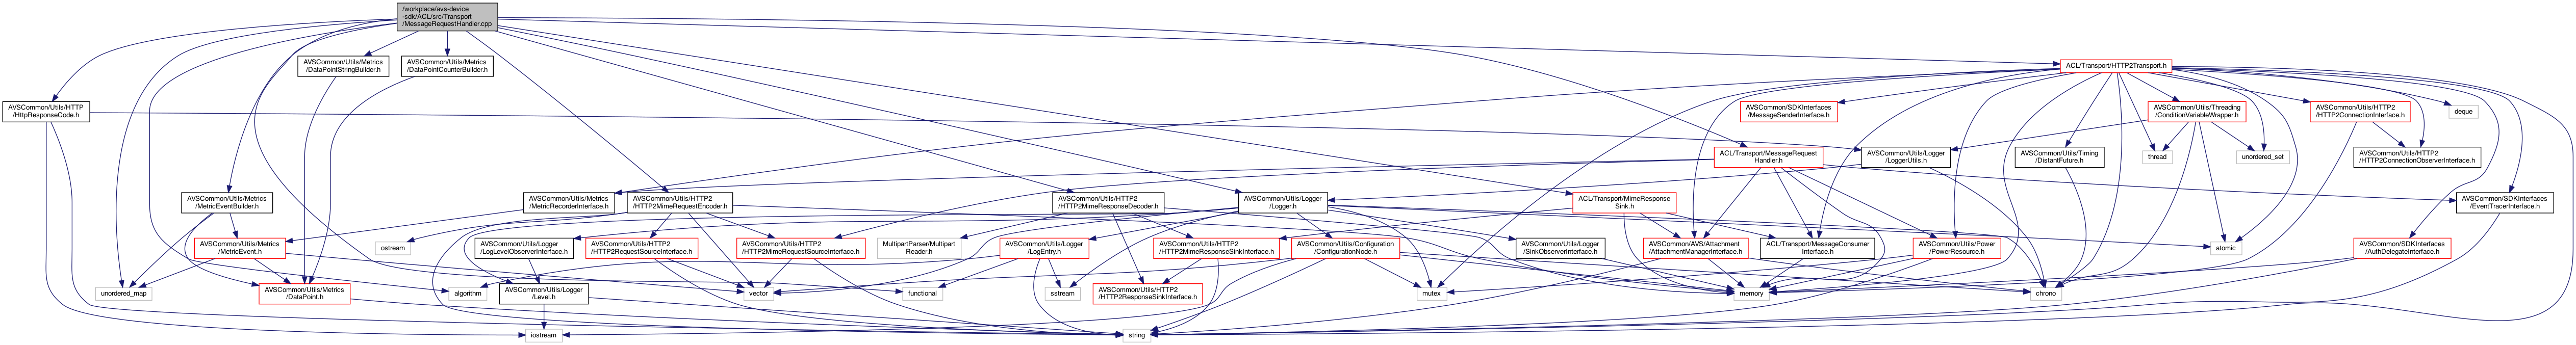 /workplace/avs-device
-sdk/ACL/src/Transport
/MessageRequestHandler.cpp
AVSCommon/Utils/Metrics
/DataPointStringBuilder.h
AVSCommon/Utils/Metrics
/DataPointCounterBuilder.h
ACL/Transport/HTTP2Transport.h
AVSCommon/Utils/HTTP
/HttpResponseCode.h
AVSCommon/SDKInterfaces
/MessageSenderInterface.h
AVSCommon/Utils/Threading
/ConditionVariableWrapper.h
AVSCommon/Utils/HTTP2
/HTTP2ConnectionInterface.h
deque
ACL/Transport/MessageRequest
Handler.h
AVSCommon/Utils/Logger
/LoggerUtils.h
AVSCommon/Utils/Timing
/DistantFuture.h
thread
unordered_set
AVSCommon/Utils/HTTP2
/HTTP2ConnectionObserverInterface.h
AVSCommon/Utils/Metrics
/MetricEventBuilder.h
AVSCommon/Utils/Metrics
/MetricRecorderInterface.h
AVSCommon/Utils/HTTP2
/HTTP2MimeRequestEncoder.h
AVSCommon/Utils/HTTP2
/HTTP2MimeResponseDecoder.h
AVSCommon/Utils/Logger
/Logger.h
ACL/Transport/MimeResponse
Sink.h
AVSCommon/SDKInterfaces
/EventTracerInterface.h
AVSCommon/Utils/Metrics
/MetricEvent.h
ostream
AVSCommon/Utils/Logger
/LogLevelObserverInterface.h
AVSCommon/Utils/HTTP2
/HTTP2RequestSourceInterface.h
AVSCommon/Utils/HTTP2
/HTTP2MimeRequestSourceInterface.h
MultipartParser/Multipart
Reader.h
AVSCommon/Utils/Logger
/LogEntry.h
AVSCommon/Utils/HTTP2
/HTTP2MimeResponseSinkInterface.h
AVSCommon/Utils/Configuration
/ConfigurationNode.h
AVSCommon/Utils/Logger
/SinkObserverInterface.h
AVSCommon/AVS/Attachment
/AttachmentManagerInterface.h
ACL/Transport/MessageConsumer
Interface.h
AVSCommon/Utils/Power
/PowerResource.h
atomic
AVSCommon/SDKInterfaces
/AuthDelegateInterface.h
unordered_map
AVSCommon/Utils/Metrics
/DataPoint.h
algorithm
AVSCommon/Utils/Logger
/Level.h
vector
functional
sstream
AVSCommon/Utils/HTTP2
/HTTP2ResponseSinkInterface.h
mutex
memory
chrono
iostream
string